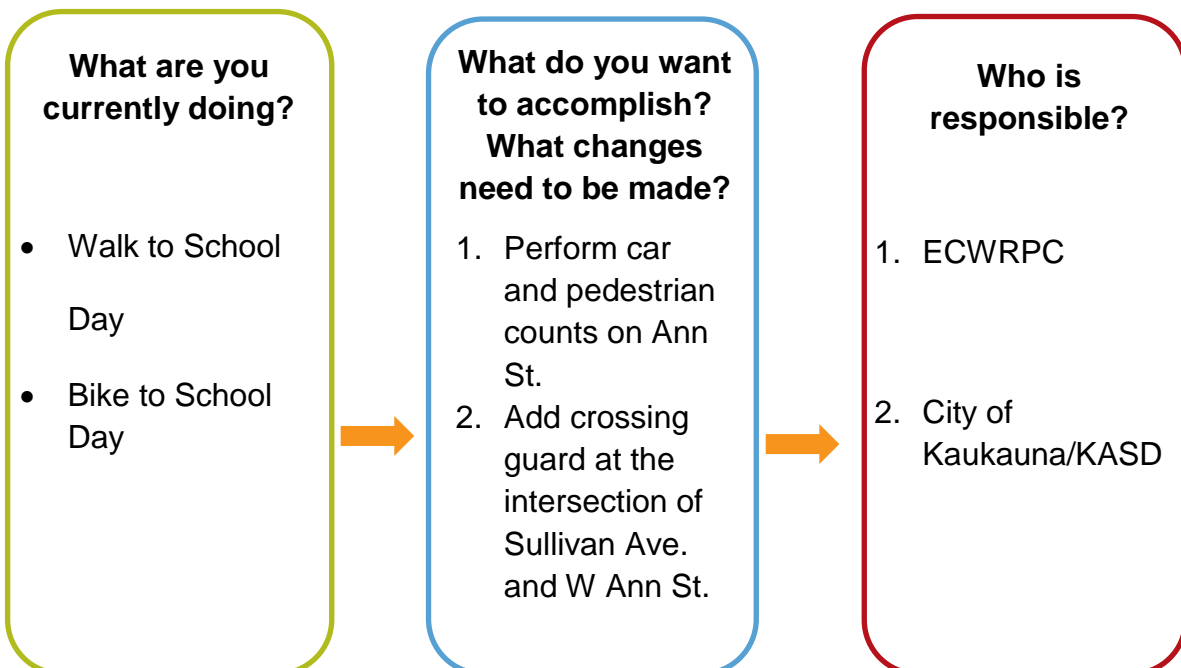 What are you
currently doing?
• Walk to School
Day
• Bike to School
Day
What do you want
to accomplish?
What changes
need to be made?
1. Perform car
and pedestrian
counts on Ann
St.
2. Add crossing
guard at the
intersection of
Sullivan Ave.
and W Ann St.
Who is
responsible?
1. ECWRPC
2. City of
Kaukauna/KASD